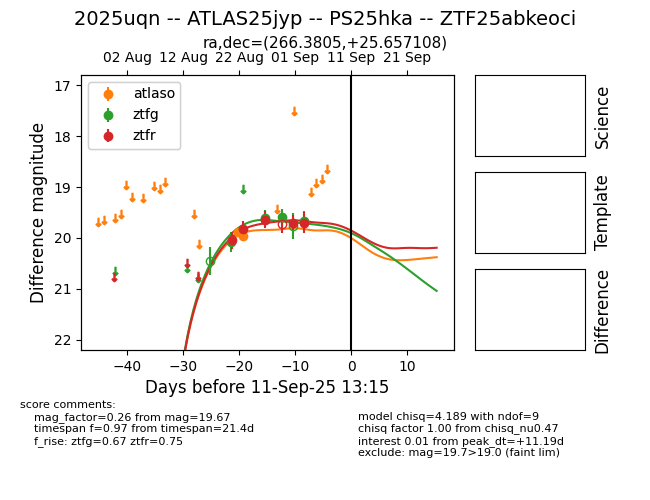 2025uqn -- ATLAS25jyp -- PS25hka -- ZTF25abkeoci
ra,dec=(266.3805,+25.657108)
02 Aug 12 Aug 22 Aug 01 Sep 11 Sep 21 Sep
atlaso
ztfg
ztfr
17
18
19
20
21
22
Difference magnitude
−40 −30 −20 −10 0 10
Days before 11-Sep-25 13:15
Science
Template
Difference
score comments:
mag_factor=0.26 from mag=19.67
timespan f=0.97 from timespan=21.4d
f_rise: ztfg=0.67 ztfr=0.75
model chisq=4.189 with ndof=9
chisq factor 1.00 from chisq_nu0.47
interest 0.01 from peak_dt=+11.19d
exclude: mag=19.7>19.0 (faint lim)